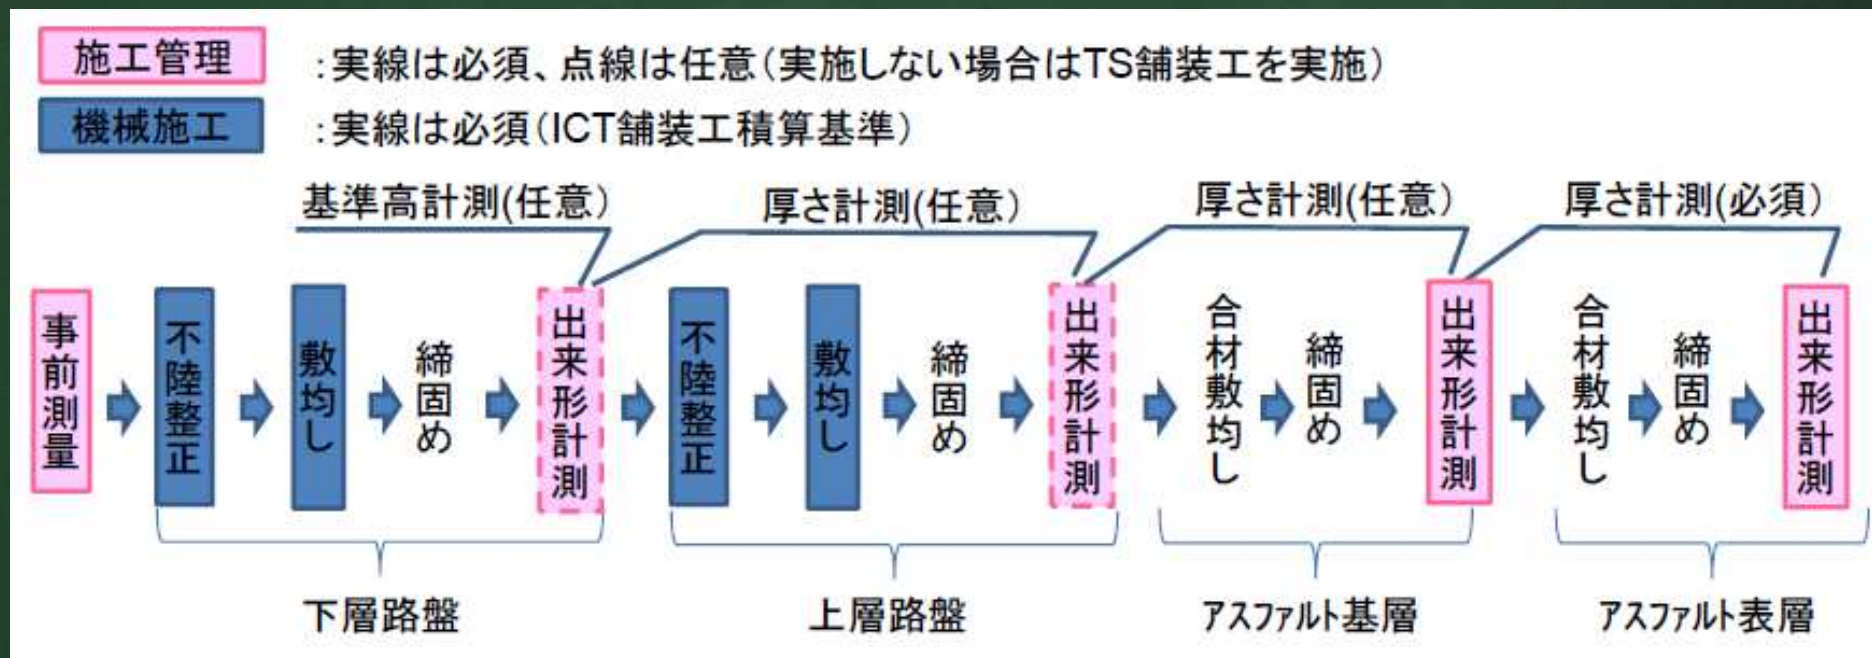 施工管理 :実線は必須、点線は任意(実施しない場合はTS舗装工を実施)
機械施工 :実線は必須(ICT舗装工積算基準)
基準高計測(任意)
厚さ計測(任意)
厚さ計測(任意)
厚さ計測(必須)
事前測量
不陸整正
敷均し
締固め
出来形計測
不陸整正
敷均し
締固め
出来形計測
合材敷均し
締固め
出来形計測
合材敷均し
締固め
出来形計測
下層路盤
上層路盤
アスファルト基層
アスファルト表層